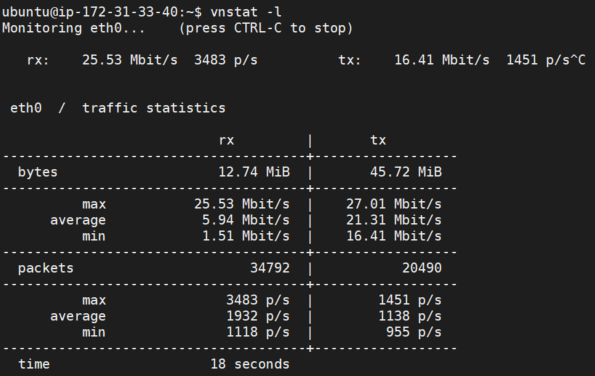 ubuntu@ip-172-31-33-40:~$ vnstat -l
Monitoring eth0...    (press CTRL-C to stop)
   rx:    25.53 Mbit/s  3483 p/s          tx:    16.41 Mbit/s  1451 p/s^C
 eth0  /  traffic statistics
                           rx         |       tx
--------------------------------------+------------------
  bytes                    12.74 MiB  |       45.72 MiB
--------------------------------------+------------------
          max           25.53 Mbit/s  |    27.01 Mbit/s
      average            5.94 Mbit/s  |    21.31 Mbit/s
          min            1.51 Mbit/s  |    16.41 Mbit/s
--------------------------------------+------------------
  packets                      34792  |           20490
--------------------------------------+------------------
          max               3483 p/s  |        1451 p/s
      average               1932 p/s  |        1138 p/s
          min               1118 p/s  |         955 p/s
--------------------------------------+------------------
  time                    18 seconds